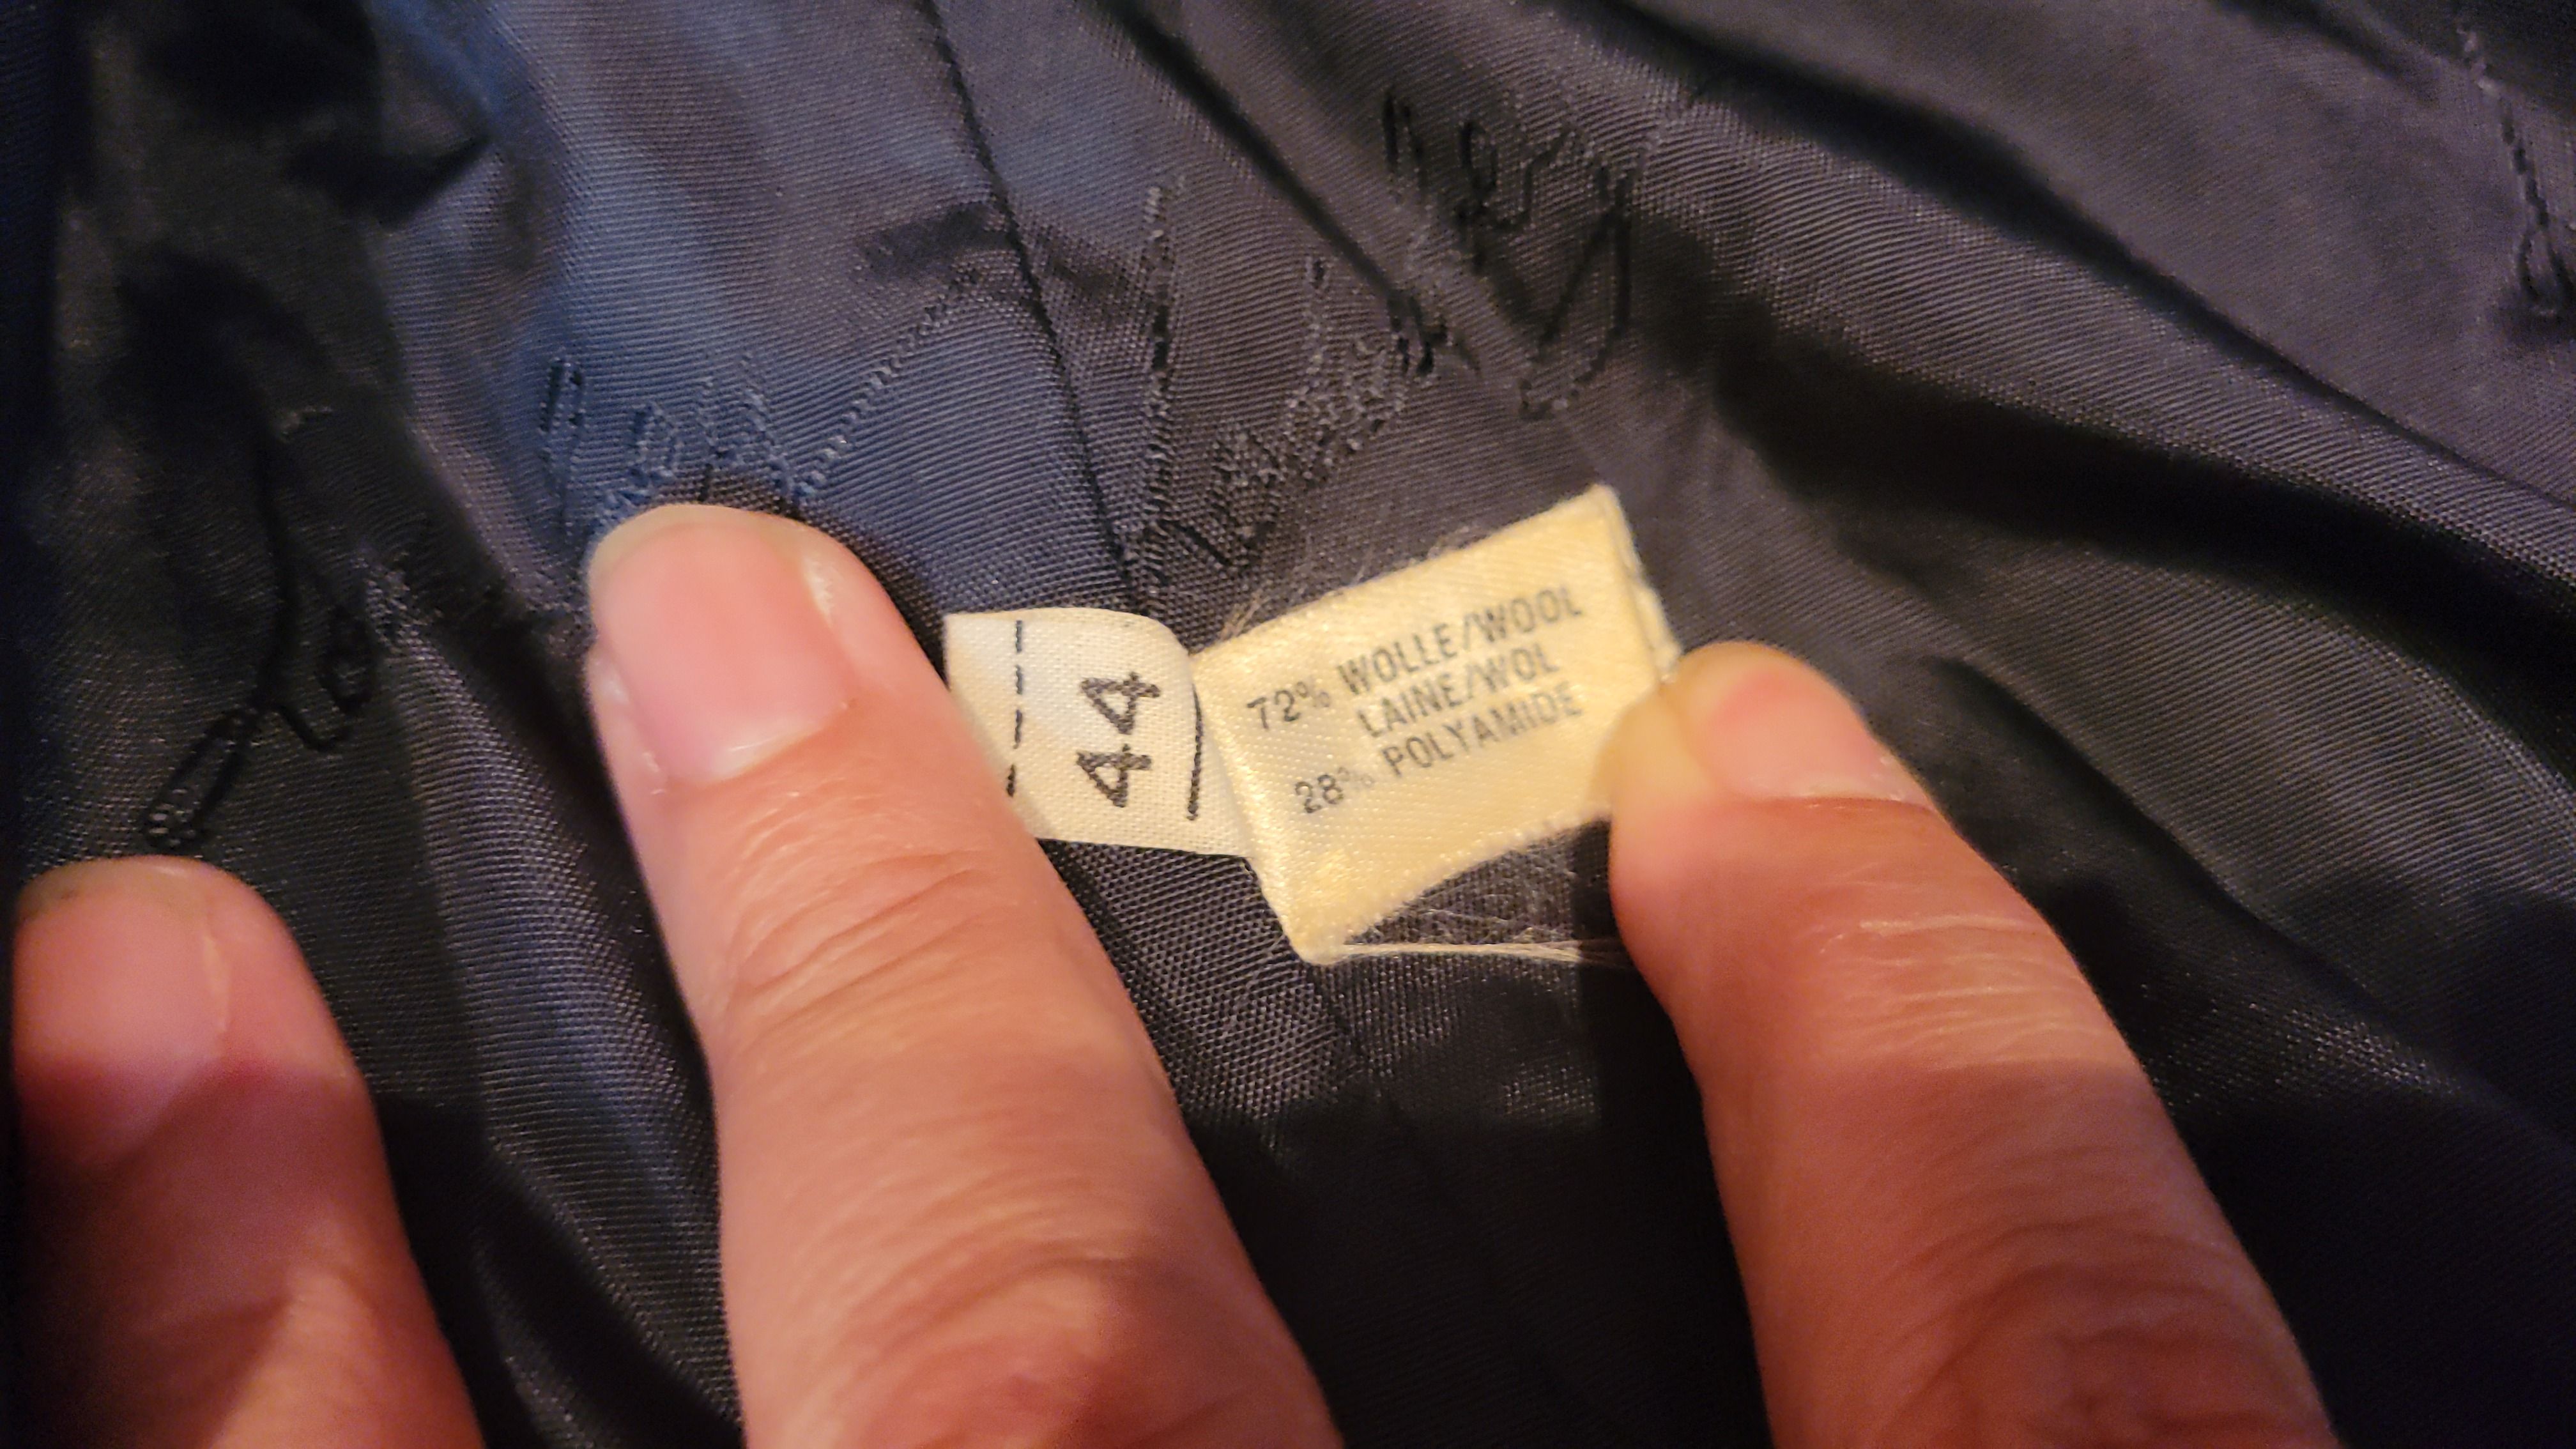 44
72% WOLLE/WOOL
LAINE/WOL
28% POLYAMIDE